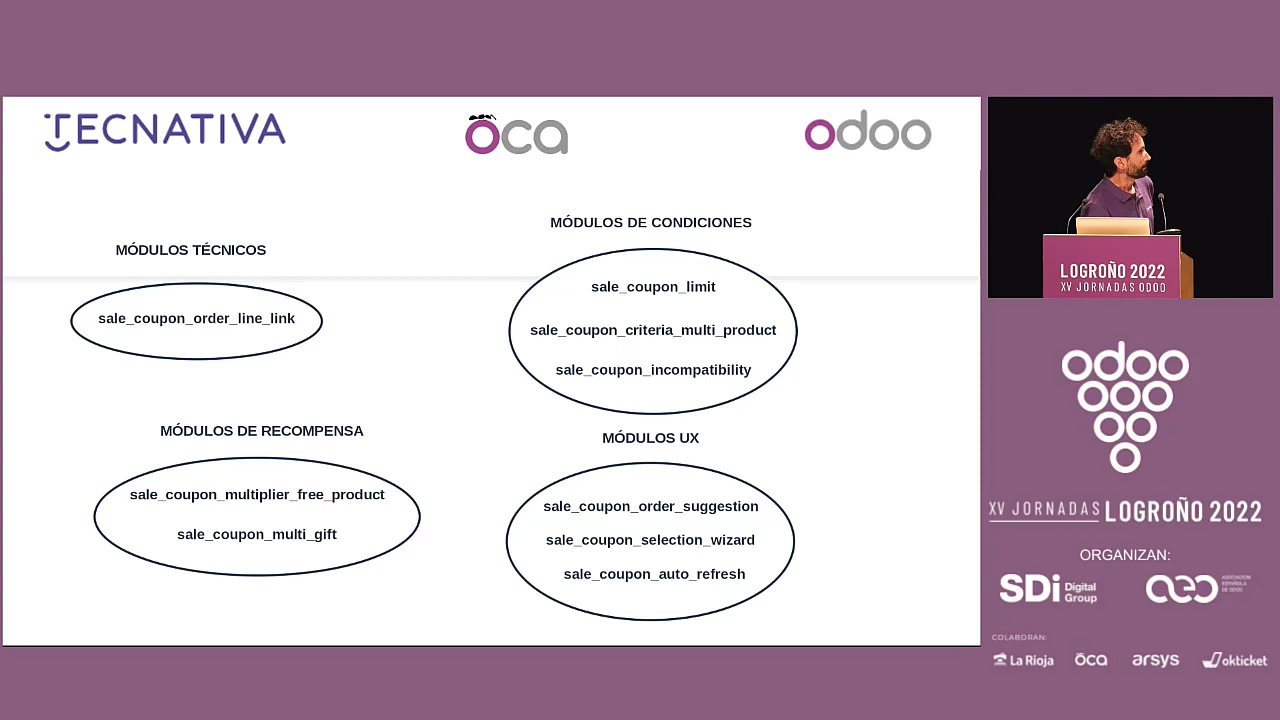 TECNATIVA
oca
odoo
MÓDULOS TÉCNICOS
sale_coupon_order_line_link
MÓDULOS DE CONDICIONES
sale_coupon_limit
sale_coupon_criteria_multi_product
sale_coupon_incompatibility
MÓDULOS DE RECOMPENSA
sale_coupon_multiplier_free_product
sale_coupon_multi_gift
MÓDULOS UX
sale_coupon_order_suggestion
sale_coupon_selection_wizard
sale_coupon_auto_refresh
LOGROÑO 2022
XV JORNADAS ODOO
odoo
XV JORNADAS LOGROÑO 2022
ORGANIZAN:
SDi Digital
Group
aeo ASOCIACIÓN
ESPAÑOLA
DE ODOO
COLABORAN:
La Rioja
oca
arsys
okticket